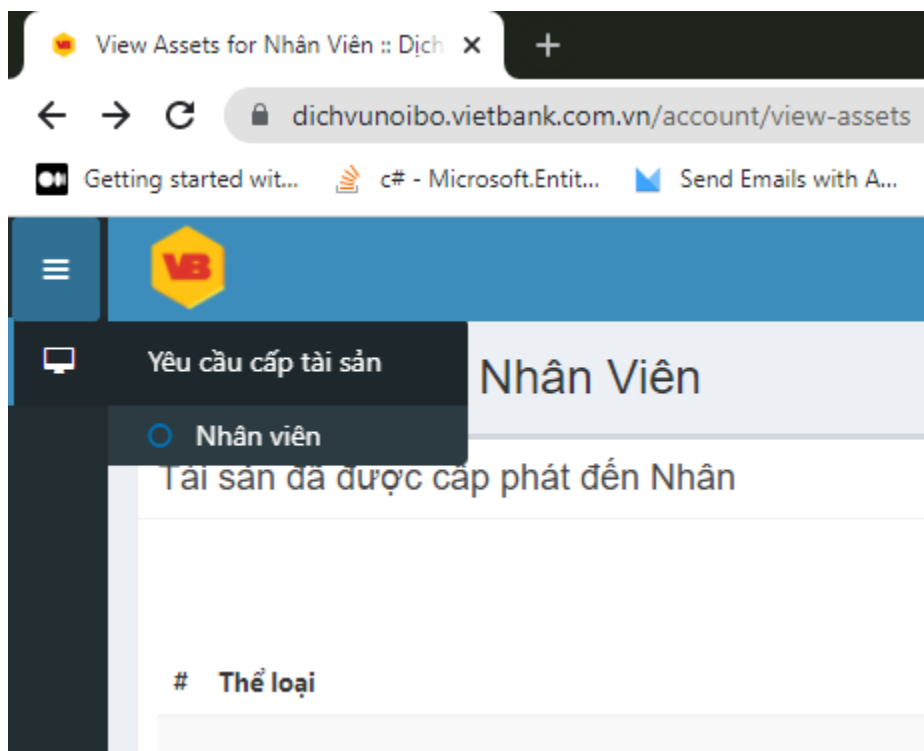 View Assets for Nhân Viên :: Dịch
dichvunoibo.vietbank.com.vn/account/view-assets
Getting started wit... c# - Microsoft.Entit... Send Emails with A...
VB
Yêu cầu cấp tài sản
Nhân Viên
Nhân viên
Tài sản đã được cấp phát đến Nhân
# Thể loại